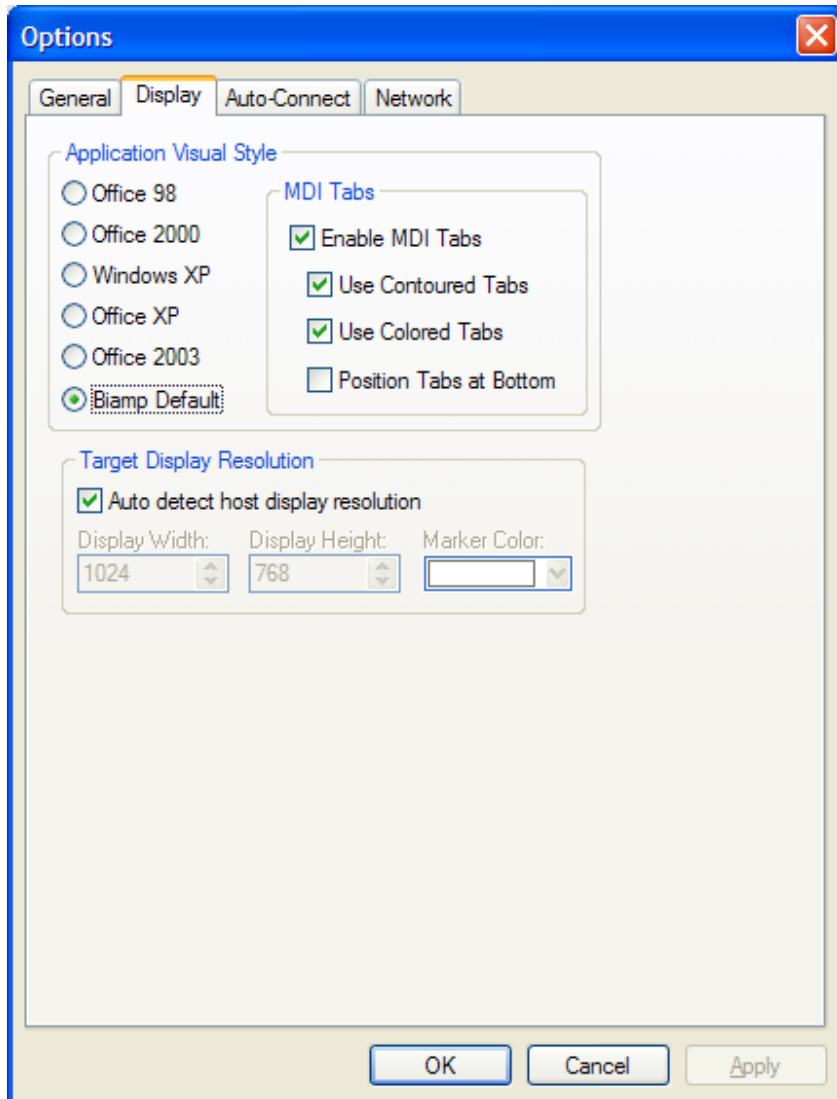 Options
General Display Auto-Connect Network
Application Visual Style
Office 98
Office 2000
Windows XP
Office XP
Office 2003
Biamp Default
MDI Tabs
Enable MDI Tabs
Use Contoured Tabs
Use Colored Tabs
Position Tabs at Bottom
Target Display Resolution
Auto detect host display resolution
Display Width: Display Height: Marker Color:
1024 768
OK Cancel Apply